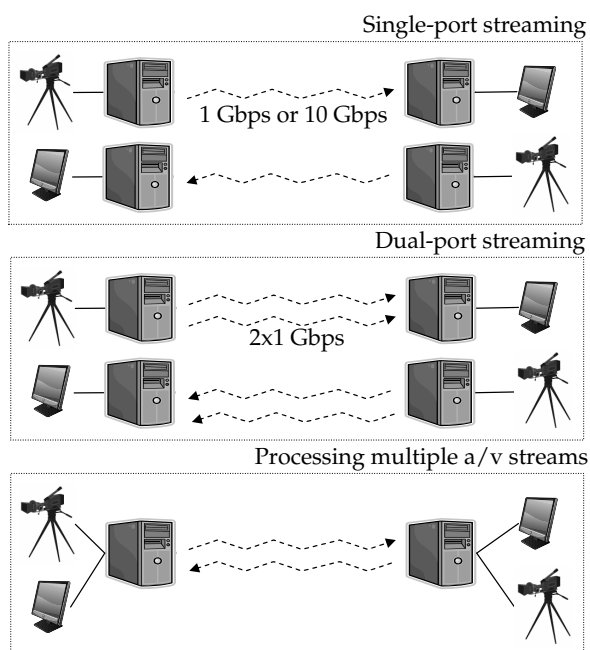 Single-port streaming
1 Gbps or 10 Gbps
Dual-port streaming
2x1 Gbps
Processing multiple a/v streams